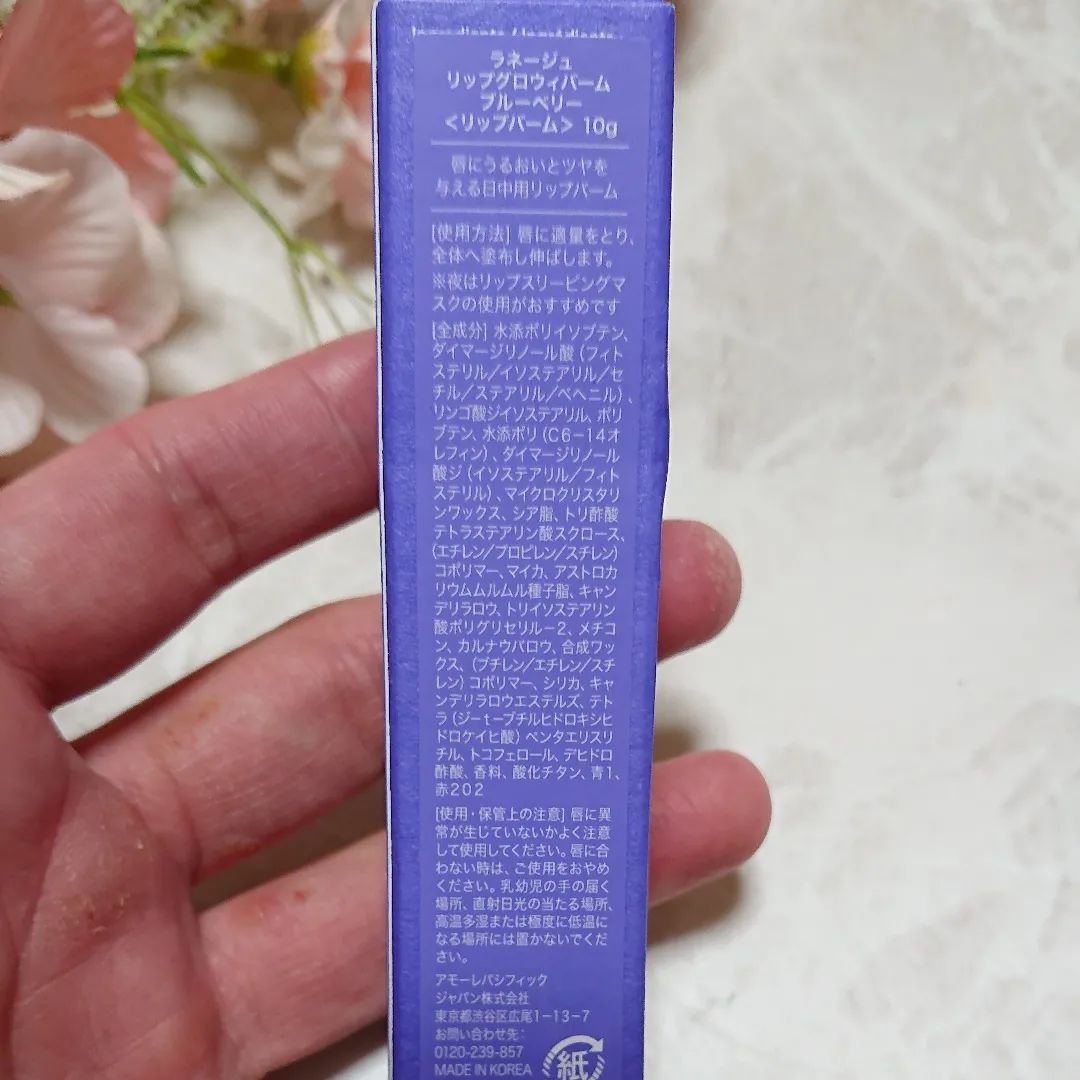 ラネージュ
リップグロウィバーム
ブルーベリー
<リップバーム> 10g
唇にうるおいとツヤを
与える日中用リップバーム
[使用方法] 唇に適量をとり、
全体へ塗布し伸ばします。
※夜はリップスリーピングマ
スクの使用がおすすめです
[全成分] 水添ポリイソブテン、
ダイマージリノール酸（フィト
ステリル／イソステアリル／セ
チル／ステアリル／ベヘニル）、
リンゴ酸ジイソステアリル、ポリ
ブテン、水添ポリ（C6－14オ
レフィン）、ダイマージリノール
酸ジ（イソステアリル／フィト
ステリル）、マイクロクリスタリ
ンワックス、シア脂、トリ酢酸
テトラステアリン酸スクロース、
（エチレン／プロピレン／スチレン）
コポリマー、マイカ、アストロカ
リウムムルムル種子脂、キャン
デリラロウ、トリイソステアリン
酸ポリグリセリル－2、メチコ
ン、カルナウバロウ、合成ワッ
クス、（ブチレン／エチレン／スチ
レン）コポリマー、シリカ、キャ
ンデリラロウエステルズ、テト
ラ（ジーｔーブチルヒドロキシヒ
ドロケイヒ酸）ペンタエリスリ
チル、トコフェロール、デヒドロ
酢酸、香料、酸化チタン、青1、
赤202
[使用・保管上の注意] 唇に異
常が生じていないかよく注意
して使用してください。唇に合
わない時は、ご使用をおやめ
ください。乳幼児の手の届く
場所、直射日光の当たる場所、
高温多湿または極度に低温に
なる場所には置かないでくだ
さい。
アモーレパシフィック
ジャパン株式会社
東京都渋谷区広尾1－13－7
お問い合わせ先：
0120-239-857
MADE IN KOREA
紙